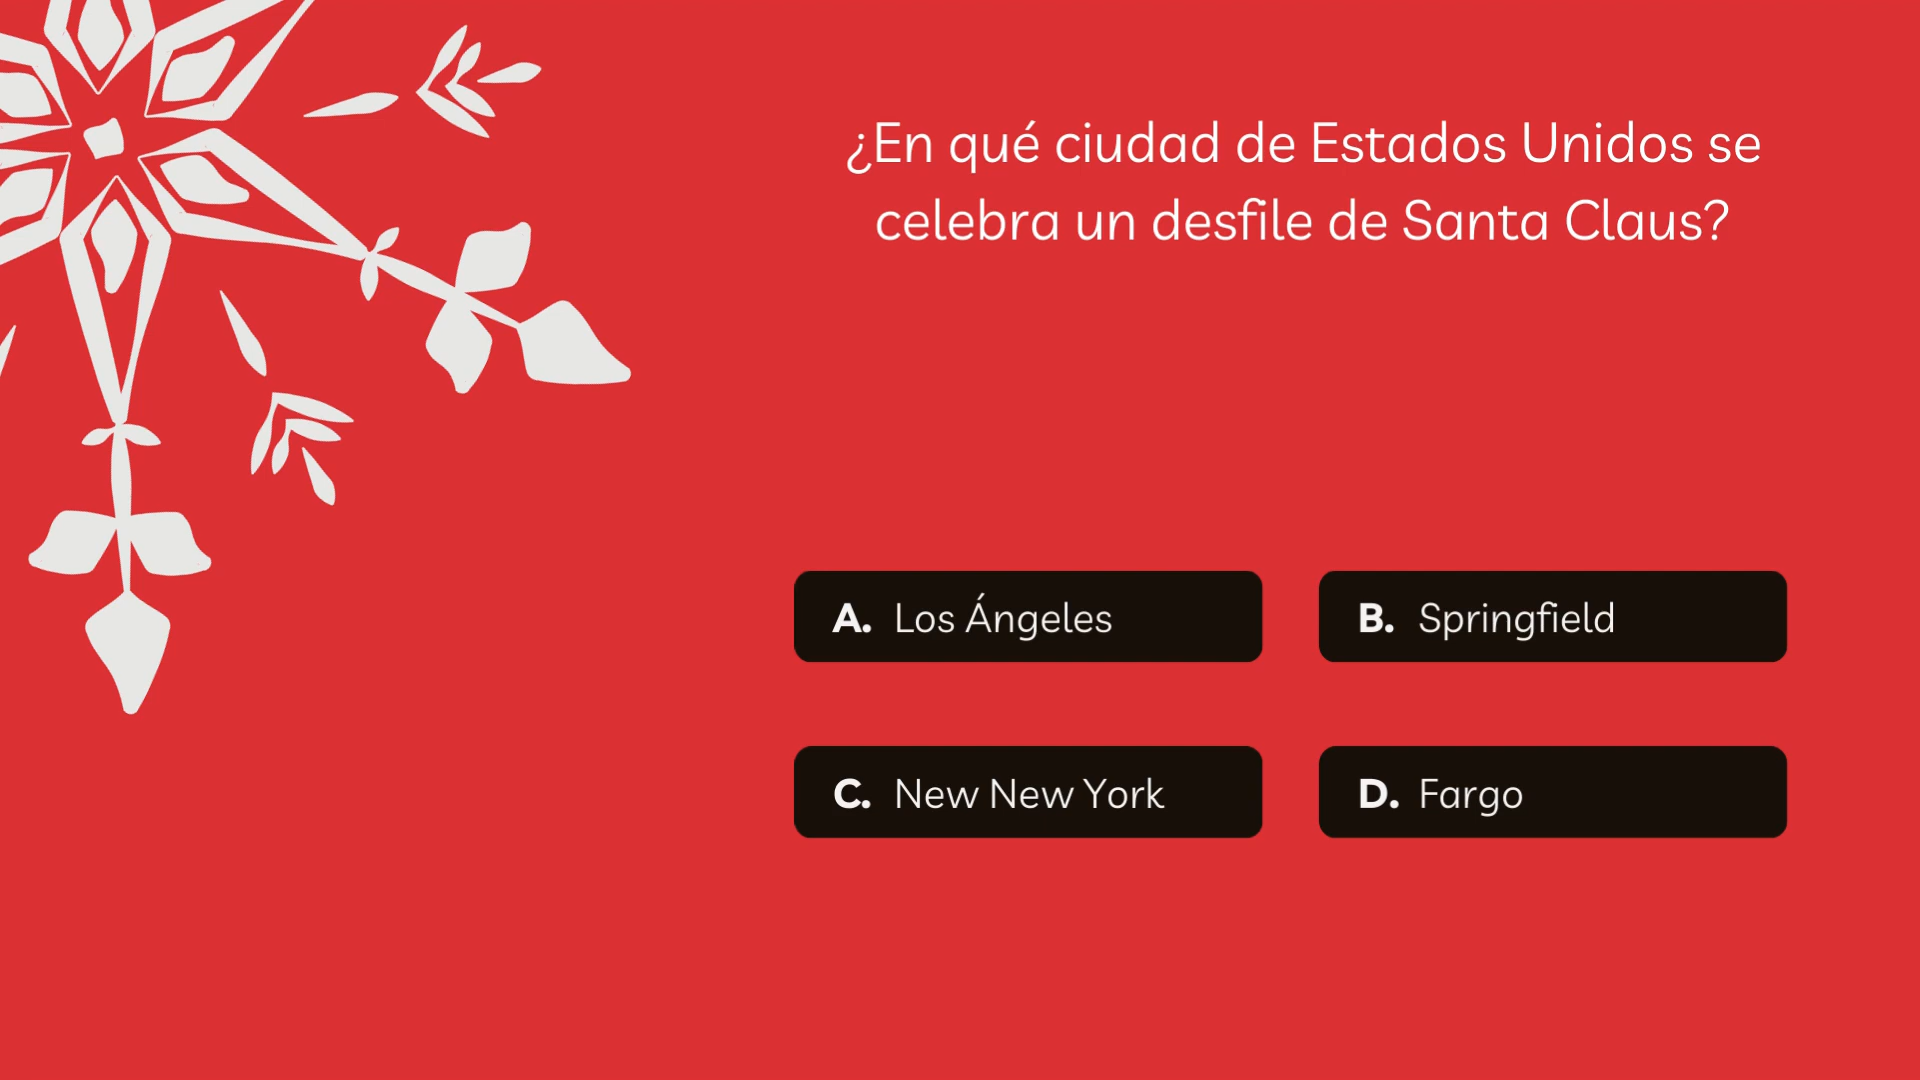 ¿En qué ciudad de Estados Unidos se
celebra un desfile de Santa Claus?
A. Los Ángeles
B. Springfield
C. New New York
D. Fargo